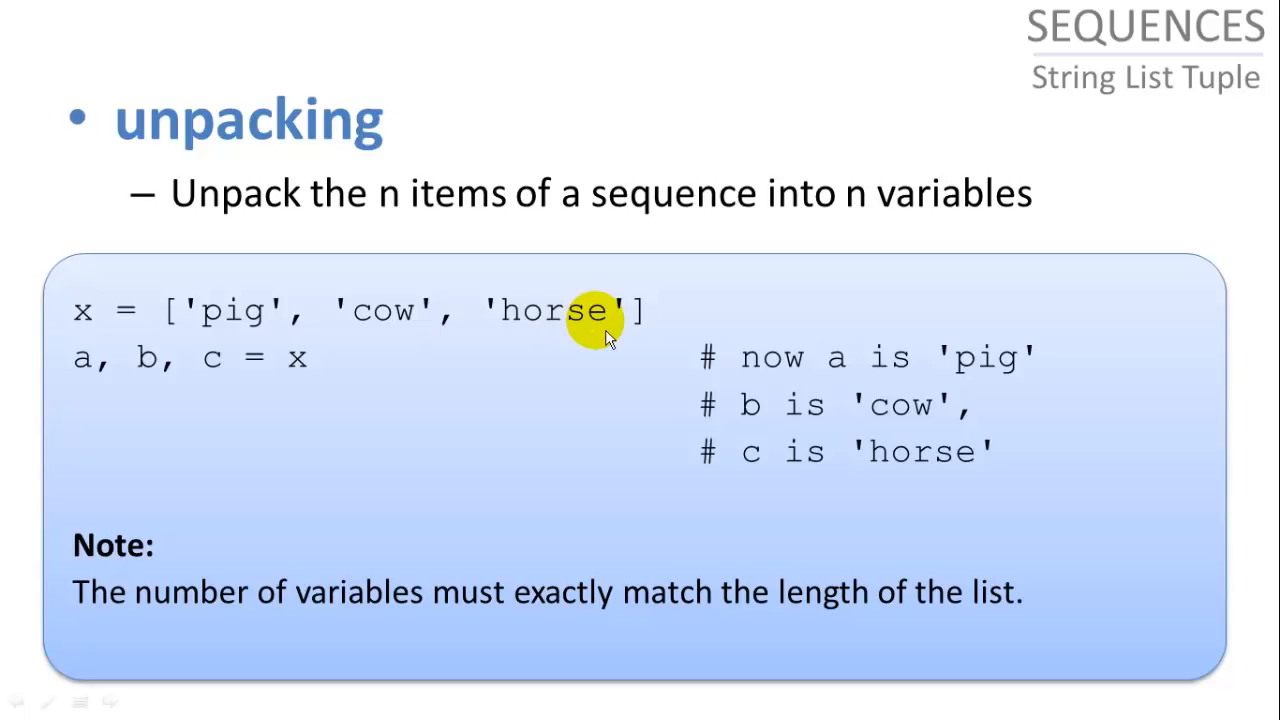 SEQUENCES
String List Tuple
• unpacking
– Unpack the n items of a sequence into n variables
x = ['pig', 'cow', 'horse']
a, b, c = x # now a is 'pig'
# b is 'cow',
# c is 'horse'
Note:
The number of variables must exactly match the length of the list.